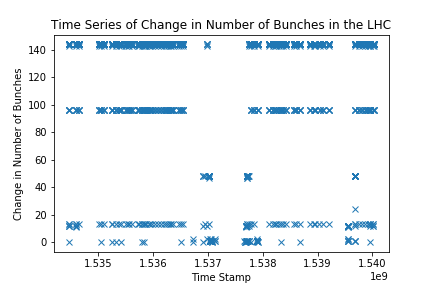 Time Series of Change in Number of Bunches in the LHC
Change in Number of Bunches
140
120
100
80
60
40
20
0
1.535 1.536 1.537 1.538 1.539 1.540
1e9
Time Stamp